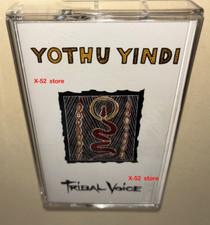 YOTHU YINDI
X-52 store
X-52 store
TRIBAL VOICE